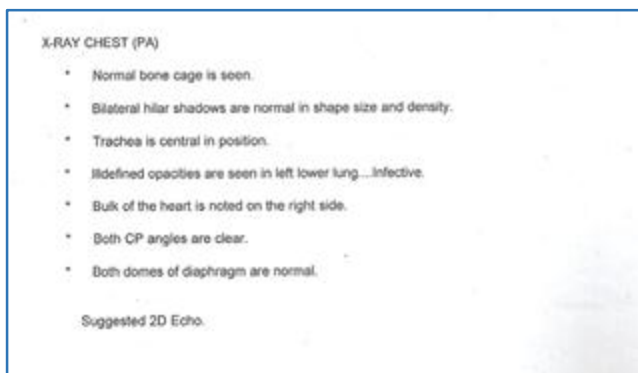 X-RAY CHEST (PA)
* Normal bone cage is seen.
* Bilateral hilar shadows are normal in shape size and density.
* Trachea is central in position.
* Illdefined opacities are seen in left lower lung....Infective.
* Bulk of the heart is noted on the right side.
* Both CP angles are clear.
* Both domes of diaphragm are normal.
Suggested 2D Echo.